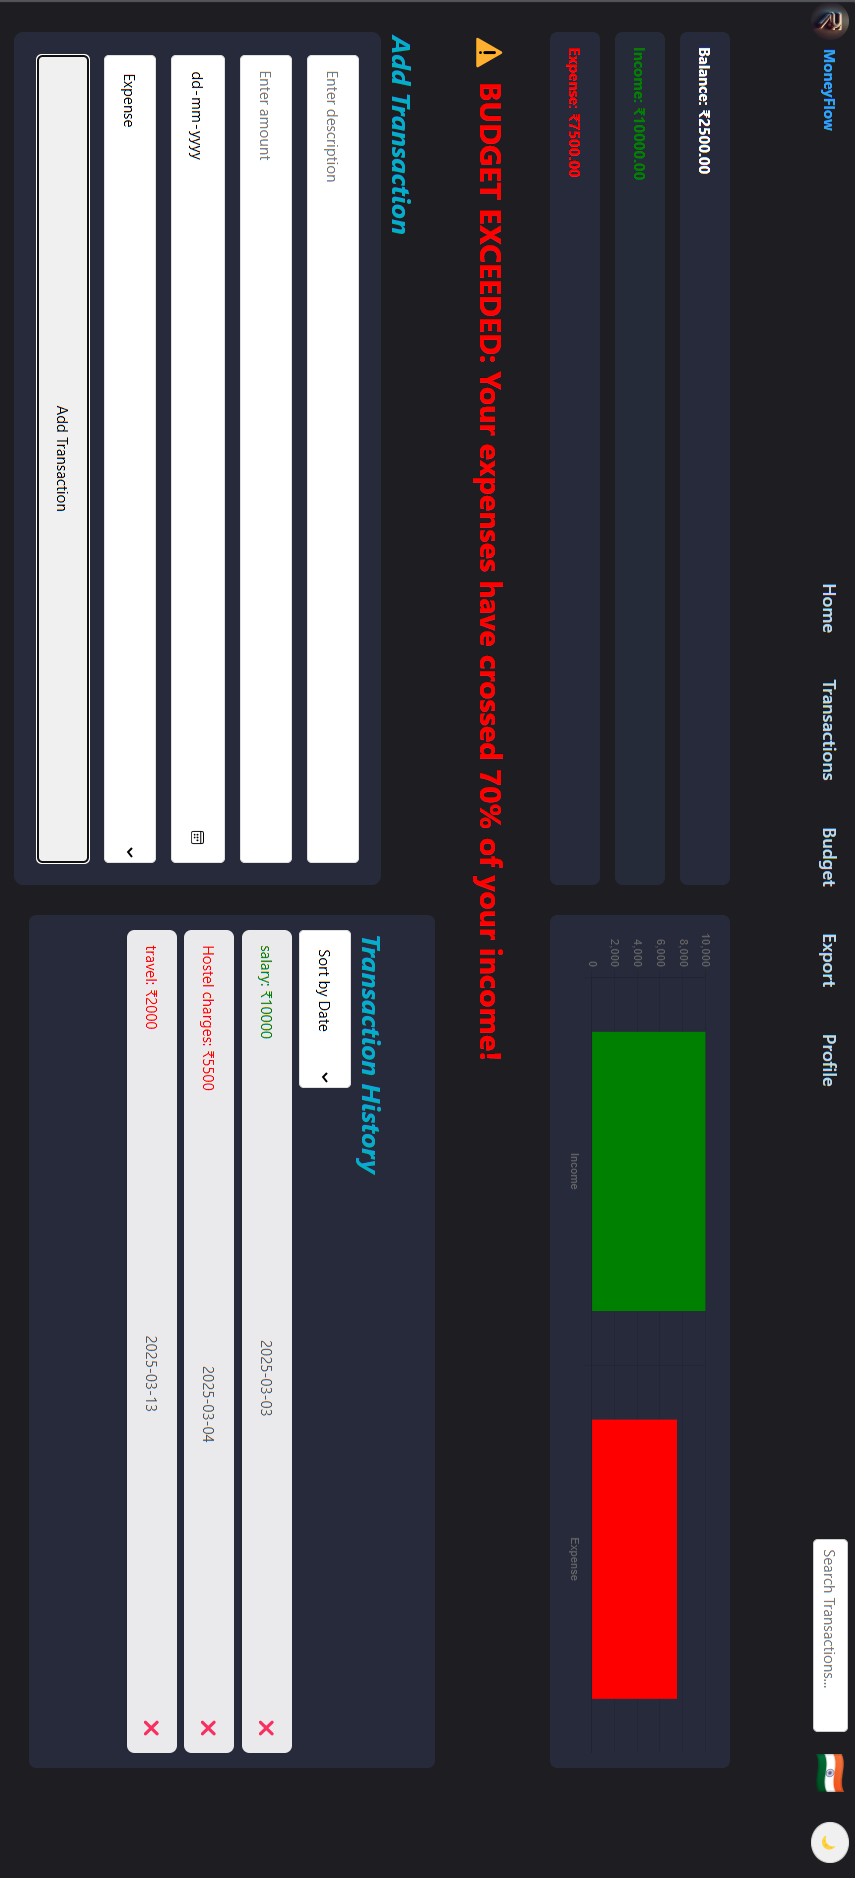 MoneyFlow
Home
Transactions
Budget
Export
Profile
Search Transactions...
Balance: ₹2500.00
Income: ₹10000.00
Expense: ₹7500.00
10,000
8,000
6,000
4,000
2,000
0
Income
Expense
⚠ BUDGET EXCEEDED: Your expenses have crossed 70% of your income!
Add Transaction
Enter description
Enter amount
dd-mm-yyyy
Expense
Add Transaction
Transaction History
Sort by Date
salary: ₹10000 2025-03-03
Hostel charges: ₹5500 2025-03-04
travel: ₹2000 2025-03-13